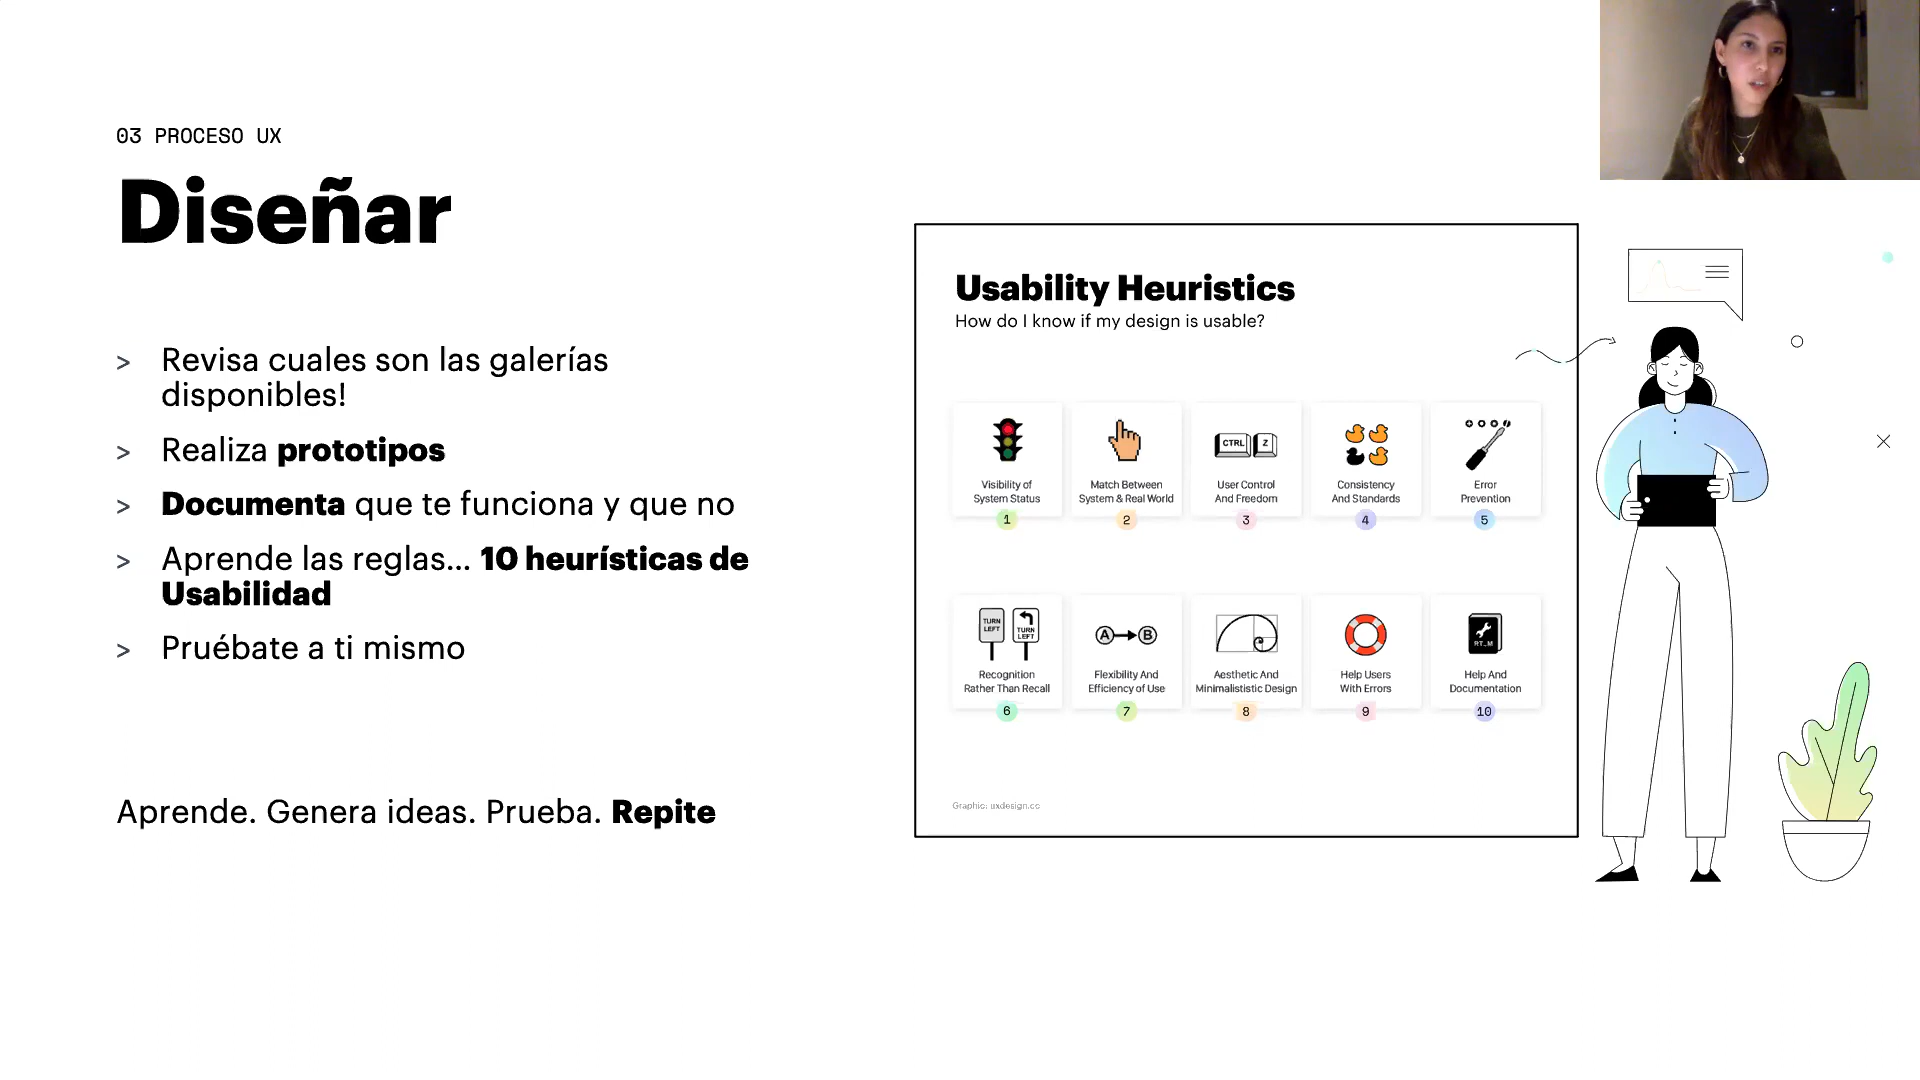 03 PROCESO UX
Diseñar
> Revisa cuales son las galerías
disponibles!
> Realiza prototipos
> Documenta que te funciona y que no
> Aprende las reglas... 10 heurísticas de
Usabilidad
> Pruébate a ti mismo
Aprende. Genera ideas. Prueba. Repite
Usability Heuristics
How do I know if my design is usable?
Visibility of
System Status
1
Match Between
System & Real World
2
CTRL Z
User Control
And Freedom
3
Consistency
And Standards
4
Error
Prevention
5
TURN
LEFT
TURN
LEFT
Recognition
Rather Than Recall
6
A B
Flexibility And
Efficiency of Use
7
Aesthetic And
Minimalististic Design
8
Help Users
With Errors
9
RT_M
Help And
Documentation
10
Graphic: uxdesign.cc